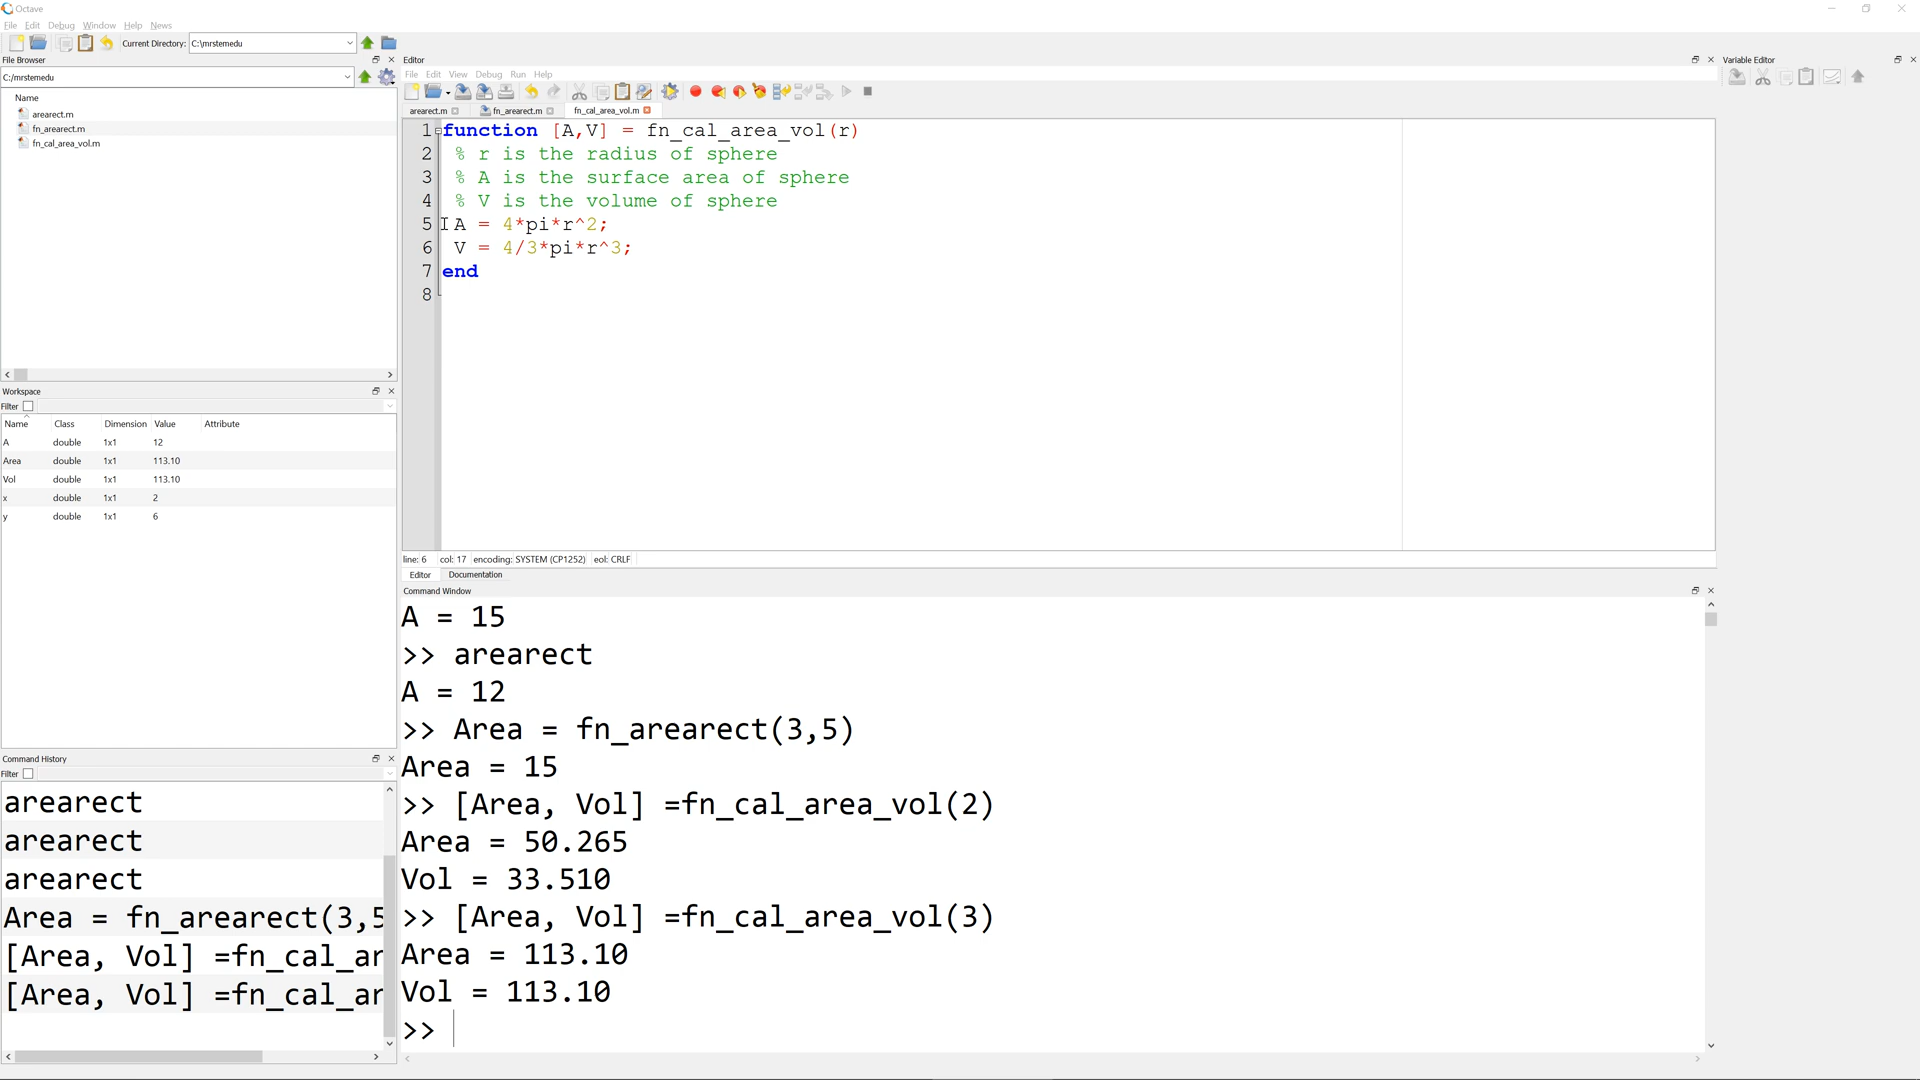 Octave
File Edit Debug Window Help News
Current Directory: C:\mrstemedu
File Browser
C:/mrstemedu
Name
arearect.m
fn_arearect.m
fn_cal_area_vol.m
Workspace
Filter
Name Class Dimension Value Attribute
A double 1x1 12
Area double 1x1 113.10
Vol double 1x1 113.10
x double 1x1 2
y double 1x1 6
Command History
Filter
arearect
arearect
arearect
Area = fn_arearect(3,5
[Area, Vol] =fn_cal_ar
[Area, Vol] =fn_cal_ar
Editor
File Edit View Debug Run Help
arearect.m fn_arearect.m fn_cal_area_vol.m
1 function [A,V] = fn_cal_area_vol(r)
2 % r is the radius of sphere
3 % A is the surface area of sphere
4 % V is the volume of sphere
5 A = 4*pi*r^2;
6 V = 4/3*pi*r^3;
7 end
8
line: 6 col: 17 encoding: SYSTEM (CP1252) eol: CRLF
Editor Documentation
Command Window
A = 15
>> arearect
A = 12
>> Area = fn_arearect(3,5)
Area = 15
>> [Area, Vol] =fn_cal_area_vol(2)
Area = 50.265
Vol = 33.510
>> [Area, Vol] =fn_cal_area_vol(3)
Area = 113.10
Vol = 113.10
>>
Variable Editor